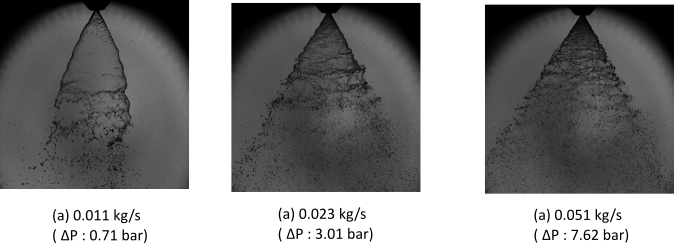 (a) 0.011 kg/s
( ΔP : 0.71 bar)
(a) 0.023 kg/s
( ΔP : 3.01 bar)
(a) 0.051 kg/s
( ΔP : 7.62 bar)